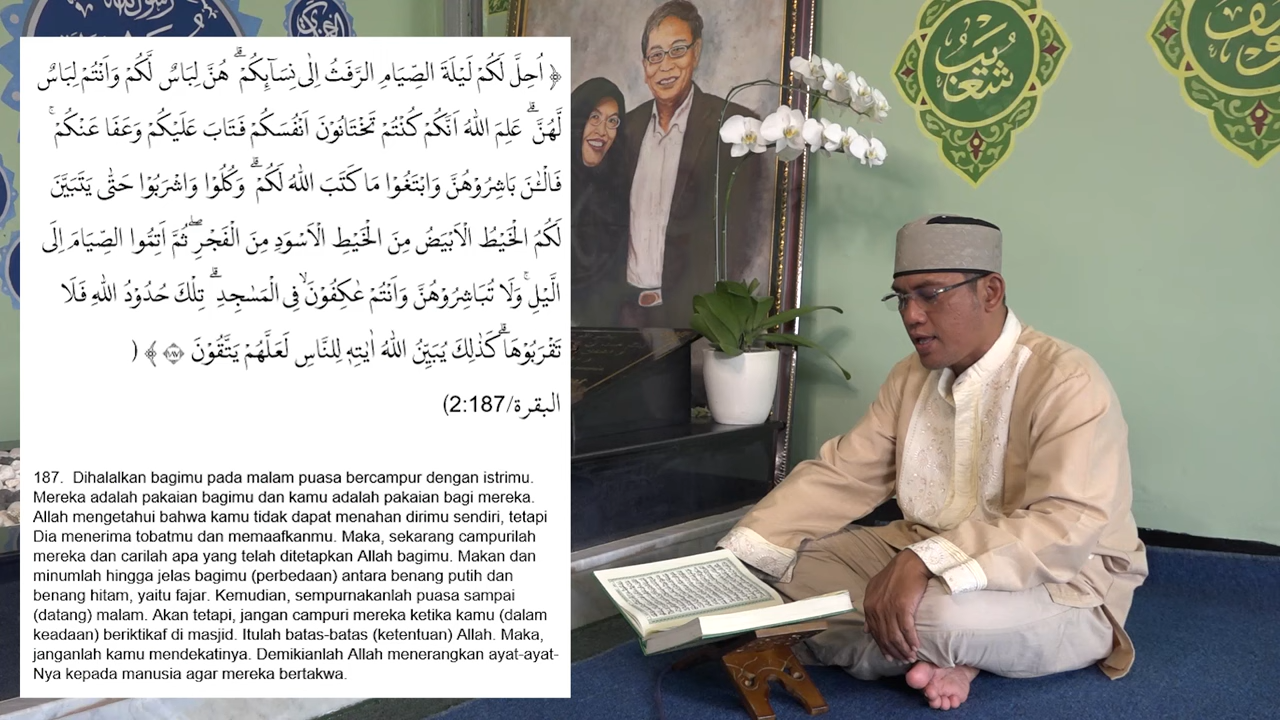 ﴿ اُحِلَّ لَكُمْ لَيْلَةَ الصِّيَامِ الرَّفَثُ اِلٰى نِسَاۤىِٕكُمْ ۗ هُنَّ لِبَاسٌ لَّكُمْ وَاَنْتُمْ لِبَاسٌ
لَّهُنَّ ۗ عَلِمَ اللّٰهُ اَنَّكُمْ كُنْتُمْ تَخْتَانُوْنَ اَنْفُسَكُمْ فَتَابَ عَلَيْكُمْ وَعَفَا عَنْكُمْ ۚ
فَالْـٰٔنَ بَاشِرُوْهُنَّ وَابْتَغُوْا مَا كَتَبَ اللّٰهُ لَكُمْ ۗ وَكُلُوْا وَاشْرَبُوْا حَتّٰى يَتَبَيَّنَ
لَكُمُ الْخَيْطُ الْاَبْيَضُ مِنَ الْخَيْطِ الْاَسْوَدِ مِنَ الْفَجْرِۖ ثُمَّ اَتِمُّوا الصِّيَامَ اِلَى
الَّيْلِۚ وَلَا تُبَاشِرُوْهُنَّ وَاَنْتُمْ عٰكِفُوْنَۙ فِى الْمَسٰجِدِ ۗ تِلْكَ حُدُوْدُ اللّٰهِ فَلَا
تَقْرَبُوْهَاۗ كَذٰلِكَ يُبَيِّنُ اللّٰهُ اٰيٰتِهٖ لِلنَّاسِ لَعَلَّهُمْ يَتَّقُوْنَ ١٨٧ ﴾ (
البقرة/2:187)
187. Dihalalkan bagimu pada malam puasa bercampur dengan istrimu.
Mereka adalah pakaian bagimu dan kamu adalah pakaian bagi mereka.
Allah mengetahui bahwa kamu tidak dapat menahan dirimu sendiri, tetapi
Dia menerima tobatmu dan memaafkanmu. Maka, sekarang campurilah
mereka dan carilah apa yang telah ditetapkan Allah bagimu. Makan dan
minumlah hingga jelas bagimu (perbedaan) antara benang putih dan
benang hitam, yaitu fajar. Kemudian, sempurnakanlah puasa sampai
(datang) malam. Akan tetapi, jangan campuri mereka ketika kamu (dalam
keadaan) beriktikaf di masjid. Itulah batas-batas (ketentuan) Allah. Maka,
janganlah kamu mendekatinya. Demikianlah Allah menerangkan ayat-ayat-
Nya kepada manusia agar mereka bertakwa.
شعيب